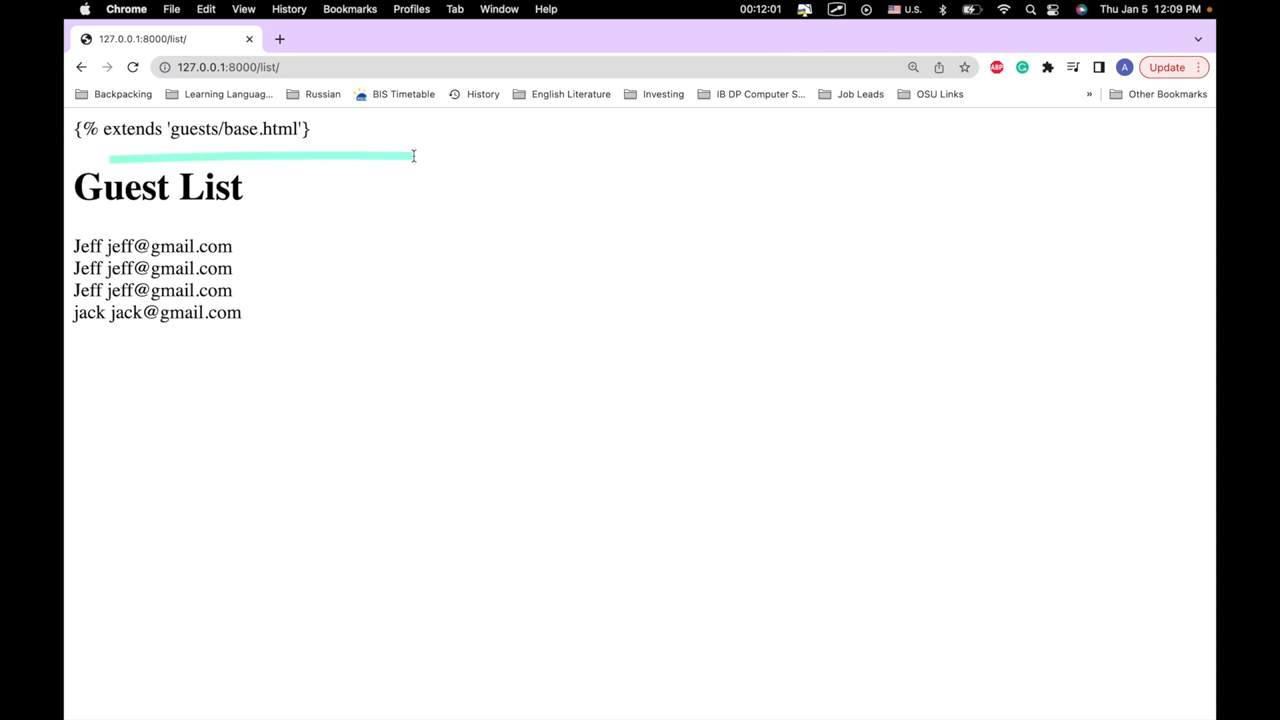 Chrome File Edit View History Bookmarks Profiles Tab Window Help 00:12:01 U.S. Thu Jan 5 12:09 PM
127.0.0.1:8000/list/
127.0.0.1:8000/list/ ABP A Update
Backpacking Learning Languag... Russian BIS Timetable History English Literature Investing IB DP Computer S... Job Leads OSU Links » Other Bookmarks
{% extends 'guests/base.html'}
Guest List
Jeff jeff@gmail.com
Jeff jeff@gmail.com
Jeff jeff@gmail.com
jack jack@gmail.com